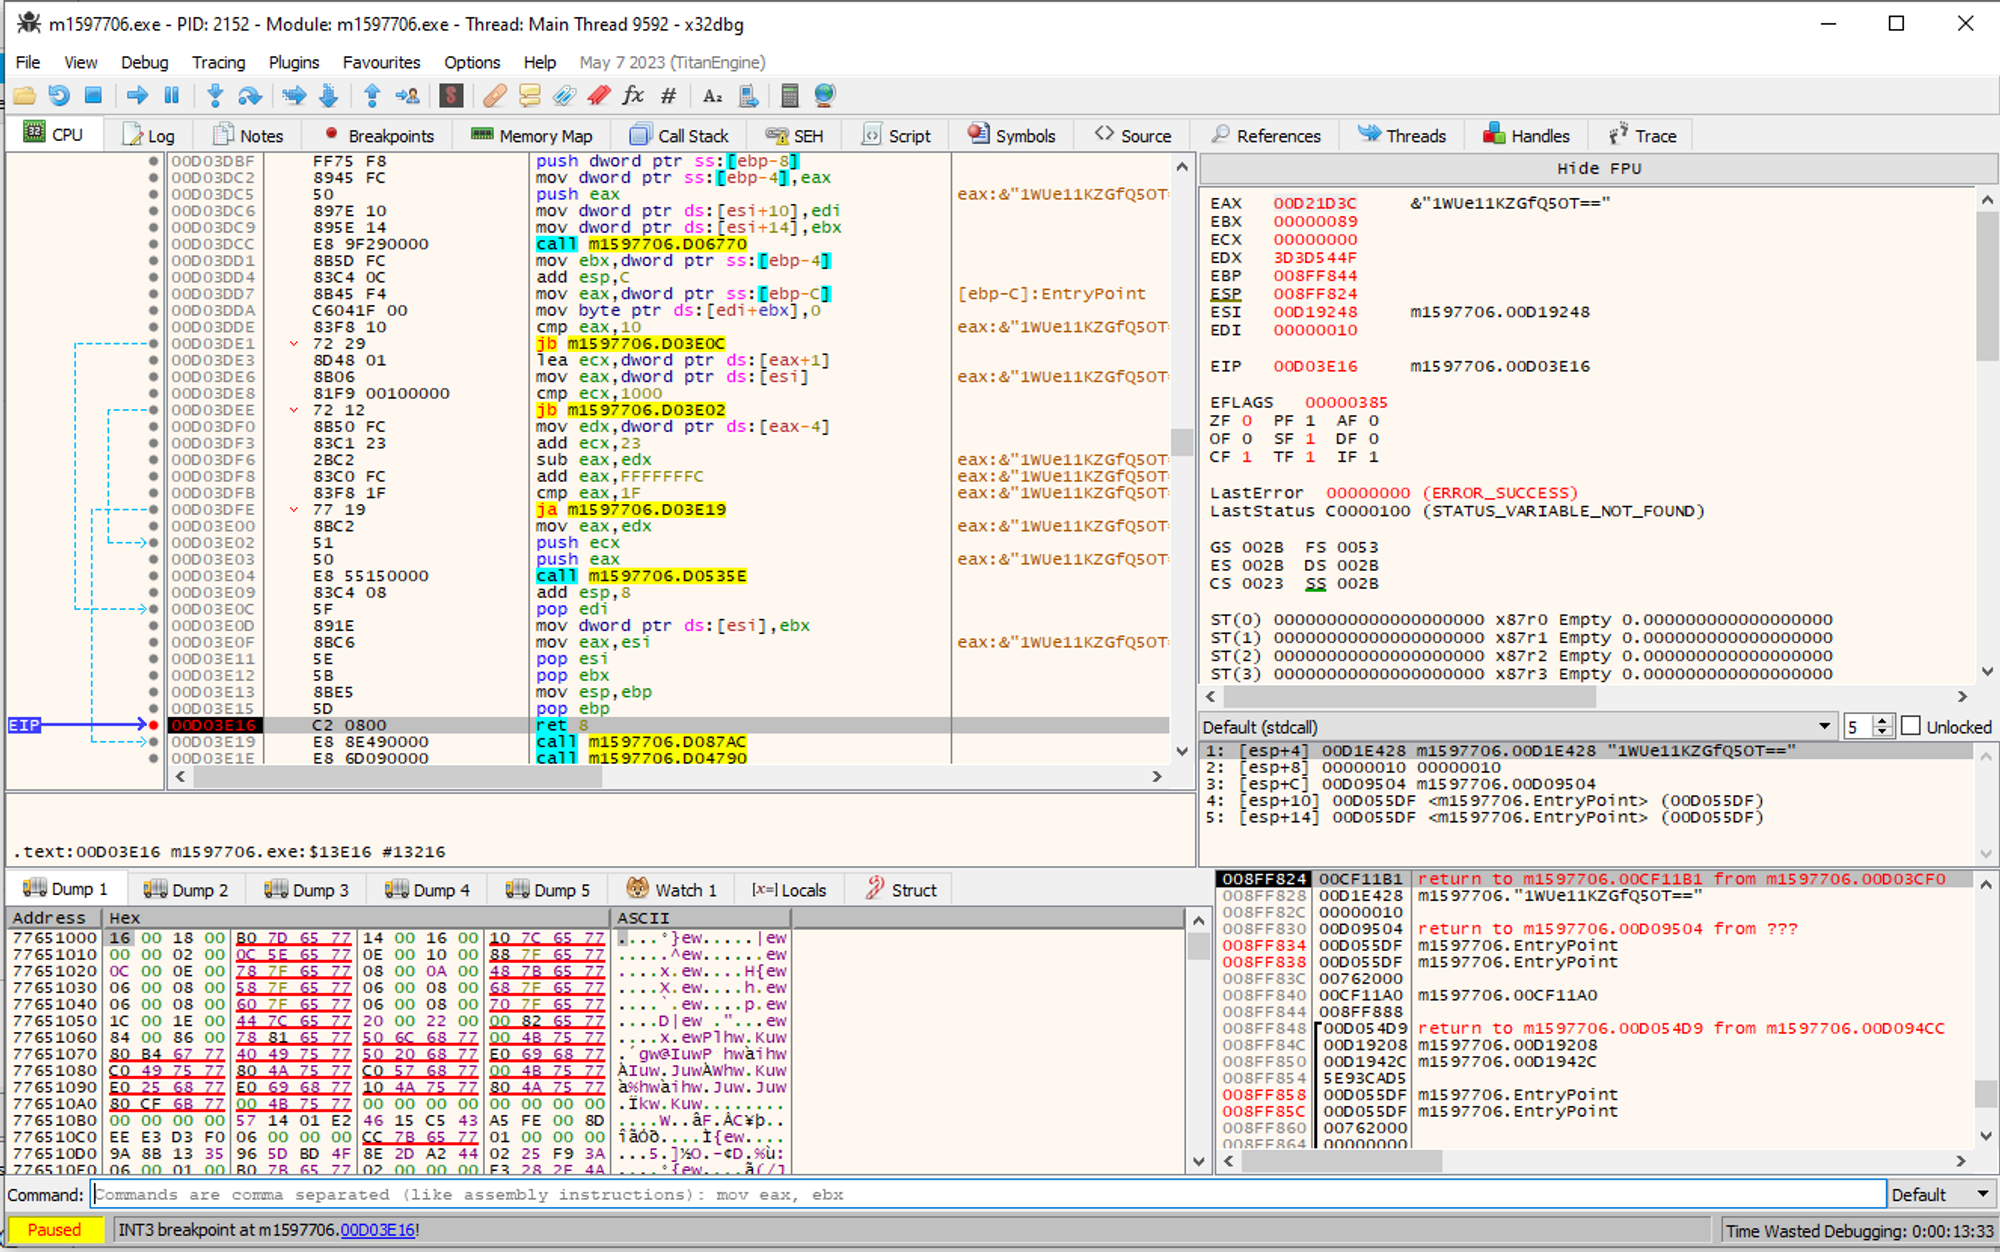 m1597706.exe - PID: 2152 - Module: m1597706.exe - Thread: Main Thread 9592 - x32dbg
File View Debug Tracing Plugins Favourites Options Help May 7 2023 (TitanEngine)
CPU Log Notes Breakpoints Memory Map Call Stack SEH Script Symbols Source References Threads Handles Trace
00D03DBF FF75 F8 push dword ptr ss:[ebp-8]
00D03DC2 8945 FC mov dword ptr ss:[ebp-4],eax
00D03DC5 50 push eax eax:&"1WUe11KZGfQ5OT=
00D03DC6 897E 10 mov dword ptr ds:[esi+10],edi
00D03DC9 895E 14 mov dword ptr ds:[esi+14],ebx
00D03DCC E8 9F290000 call m1597706.D06770
00D03DD1 8B5D FC mov ebx,dword ptr ss:[ebp-4]
00D03DD4 83C4 0C add esp,C
00D03DD7 8B45 F4 mov eax,dword ptr ss:[ebp-C] [ebp-C]:EntryPoint
00D03DDA C6041F 00 mov byte ptr ds:[edi+ebx],0
00D03DDE 83F8 10 cmp eax,10 eax:&"1WUe11KZGfQ5OT=
00D03DE1 72 29 jb m1597706.D03E0C
00D03DE3 8D48 01 lea ecx,dword ptr ds:[eax+1]
00D03DE6 8B06 mov eax,dword ptr ds:[esi] eax:&"1WUe11KZGfQ5OT=
00D03DE8 81F9 00100000 cmp ecx,1000
00D03DEE 72 12 jb m1597706.D03E02
00D03DF0 8B50 FC mov edx,dword ptr ds:[eax-4]
00D03DF3 83C1 23 add ecx,23
00D03DF6 2BC2 sub eax,edx eax:&"1WUe11KZGfQ5OT=
00D03DF8 83C0 FC add eax,FFFFFFFC eax:&"1WUe11KZGfQ5OT=
00D03DFB 83F8 1F cmp eax,1F eax:&"1WUe11KZGfQ5OT=
00D03DFE 77 19 ja m1597706.D03E19
00D03E00 8BC2 mov eax,edx eax:&"1WUe11KZGfQ5OT=
00D03E02 51 push ecx
00D03E03 50 push eax eax:&"1WUe11KZGfQ5OT=
00D03E04 E8 55150000 call m1597706.D0535E
00D03E09 83C4 08 add esp,8
00D03E0C 5F pop edi
00D03E0D 891E mov dword ptr ds:[esi],ebx
00D03E0F 8BC6 mov eax,esi eax:&"1WUe11KZGfQ5OT=
00D03E11 5E pop esi
00D03E12 5B pop ebx
00D03E13 8BE5 mov esp,ebp
00D03E15 5D pop ebp
EIP 00D03E16 C2 0800 ret 8
00D03E19 E8 8E490000 call m1597706.D087AC
00D03E1E E8 6D090000 call m1597706.D04790
.text:00D03E16 m1597706.exe:$13E16 #13216
Hide FPU
EAX 00D21D3C &"1WUe11KZGfQ5OT=="
EBX 00000089
ECX 00000000
EDX 3D3D544F
EBP 008FF844
ESP 008FF824
ESI 00D19248 m1597706.00D19248
EDI 00000010
EIP 00D03E16 m1597706.00D03E16
EFLAGS 00000385
ZF 0 PF 1 AF 0
OF 0 SF 1 DF 0
CF 1 TF 1 IF 1
LastError 00000000 (ERROR_SUCCESS)
LastStatus C0000100 (STATUS_VARIABLE_NOT_FOUND)
GS 002B FS 0053
ES 002B DS 002B
CS 0023 SS 002B
ST(0) 00000000000000000000 x87r0 Empty 0.000000000000000000
ST(1) 00000000000000000000 x87r1 Empty 0.000000000000000000
ST(2) 00000000000000000000 x87r2 Empty 0.000000000000000000
ST(3) 00000000000000000000 x87r3 Empty 0.000000000000000000
Default (stdcall) 5 Unlocked
1: [esp+4] 00D1E428 m1597706.00D1E428 "1WUe11KZGfQ5OT=="
2: [esp+8] 00000010 00000010
3: [esp+C] 00D09504 m1597706.00D09504
4: [esp+10] 00D055DF <m1597706.EntryPoint> (00D055DF)
5: [esp+14] 00D055DF <m1597706.EntryPoint> (00D055DF)
Dump 1 Dump 2 Dump 3 Dump 4 Dump 5 Watch 1 [x=] Locals Struct
Address Hex ASCII
77651000 16 00 18 00 B0 7D 65 77 14 00 16 00 10 7C 65 77 ....°}ew.....|ew
77651010 00 00 02 00 0C 5E 65 77 0E 00 10 00 88 7F 65 77 .....^ew......ew
77651020 0C 00 0E 00 78 7F 65 77 08 00 0A 00 48 7B 65 77 ....x.ew....H{ew
77651030 06 00 08 00 58 7F 65 77 06 00 08 00 68 7F 65 77 ....X.ew....h.ew
77651040 06 00 08 00 60 7F 65 77 06 00 08 00 70 7F 65 77 ....`.ew....p.ew
77651050 1C 00 1E 00 44 7C 65 77 20 00 22 00 00 82 65 77 ....D|ew ."...ew
77651060 84 00 86 00 78 81 65 77 50 6C 68 77 00 4B 75 77 ....x.ewPlhw.Kuw
77651070 80 B4 67 77 40 49 75 77 50 20 68 77 E0 69 68 77 .´gw@IuwP hwàihw
77651080 C0 49 75 77 80 4A 75 77 C0 57 68 77 00 4B 75 77 ÀIuw.JuwÀWhw.Kuw
77651090 E0 25 68 77 E0 69 68 77 10 4A 75 77 80 4A 75 77 à%hwàihw.Juw.Juw
776510A0 80 CF 6B 77 00 4B 75 77 00 00 00 00 00 00 00 00 .Ïkw.Kuw........
776510B0 00 00 00 00 57 14 01 E2 46 15 C5 43 A5 FE 00 8D ....W..âF.ÅC¥þ..
776510C0 EE E3 D3 F0 06 00 00 00 CC 7B 65 77 01 00 00 00 îãÓð....Ì{ew....
776510D0 9A 8B 13 35 96 5D BD 4F 8E 2D A2 44 02 25 F9 3A ...5.]½O.-¢D.%ù:
776510E0 06 00 01 00 B0 7B 65 77 02 00 00 00 E3 28 2F 4A ....°{ew....ã(/J
008FF824 00CF11B1 return to m1597706.00CF11B1 from m1597706.00D03CF0
008FF828 00D1E428 m1597706."1WUe11KZGfQ5OT=="
008FF82C 00000010
008FF830 00D09504 return to m1597706.00D09504 from ???
008FF834 00D055DF m1597706.EntryPoint
008FF838 00D055DF m1597706.EntryPoint
008FF83C 00762000
008FF840 00CF11A0 m1597706.00CF11A0
008FF844 008FF888
008FF848 00D054D9 return to m1597706.00D054D9 from m1597706.00D094CC
008FF84C 00D19208 m1597706.00D19208
008FF850 00D1942C m1597706.00D1942C
008FF854 5E93CAD5
008FF858 00D055DF m1597706.EntryPoint
008FF85C 00D055DF m1597706.EntryPoint
008FF860 00762000
008FF864 00000000
Command: Commands are comma separated (like assembly instructions): mov eax, ebx Default
Paused INT3 breakpoint at m1597706.00D03E16! Time Wasted Debugging: 0:00:13:33